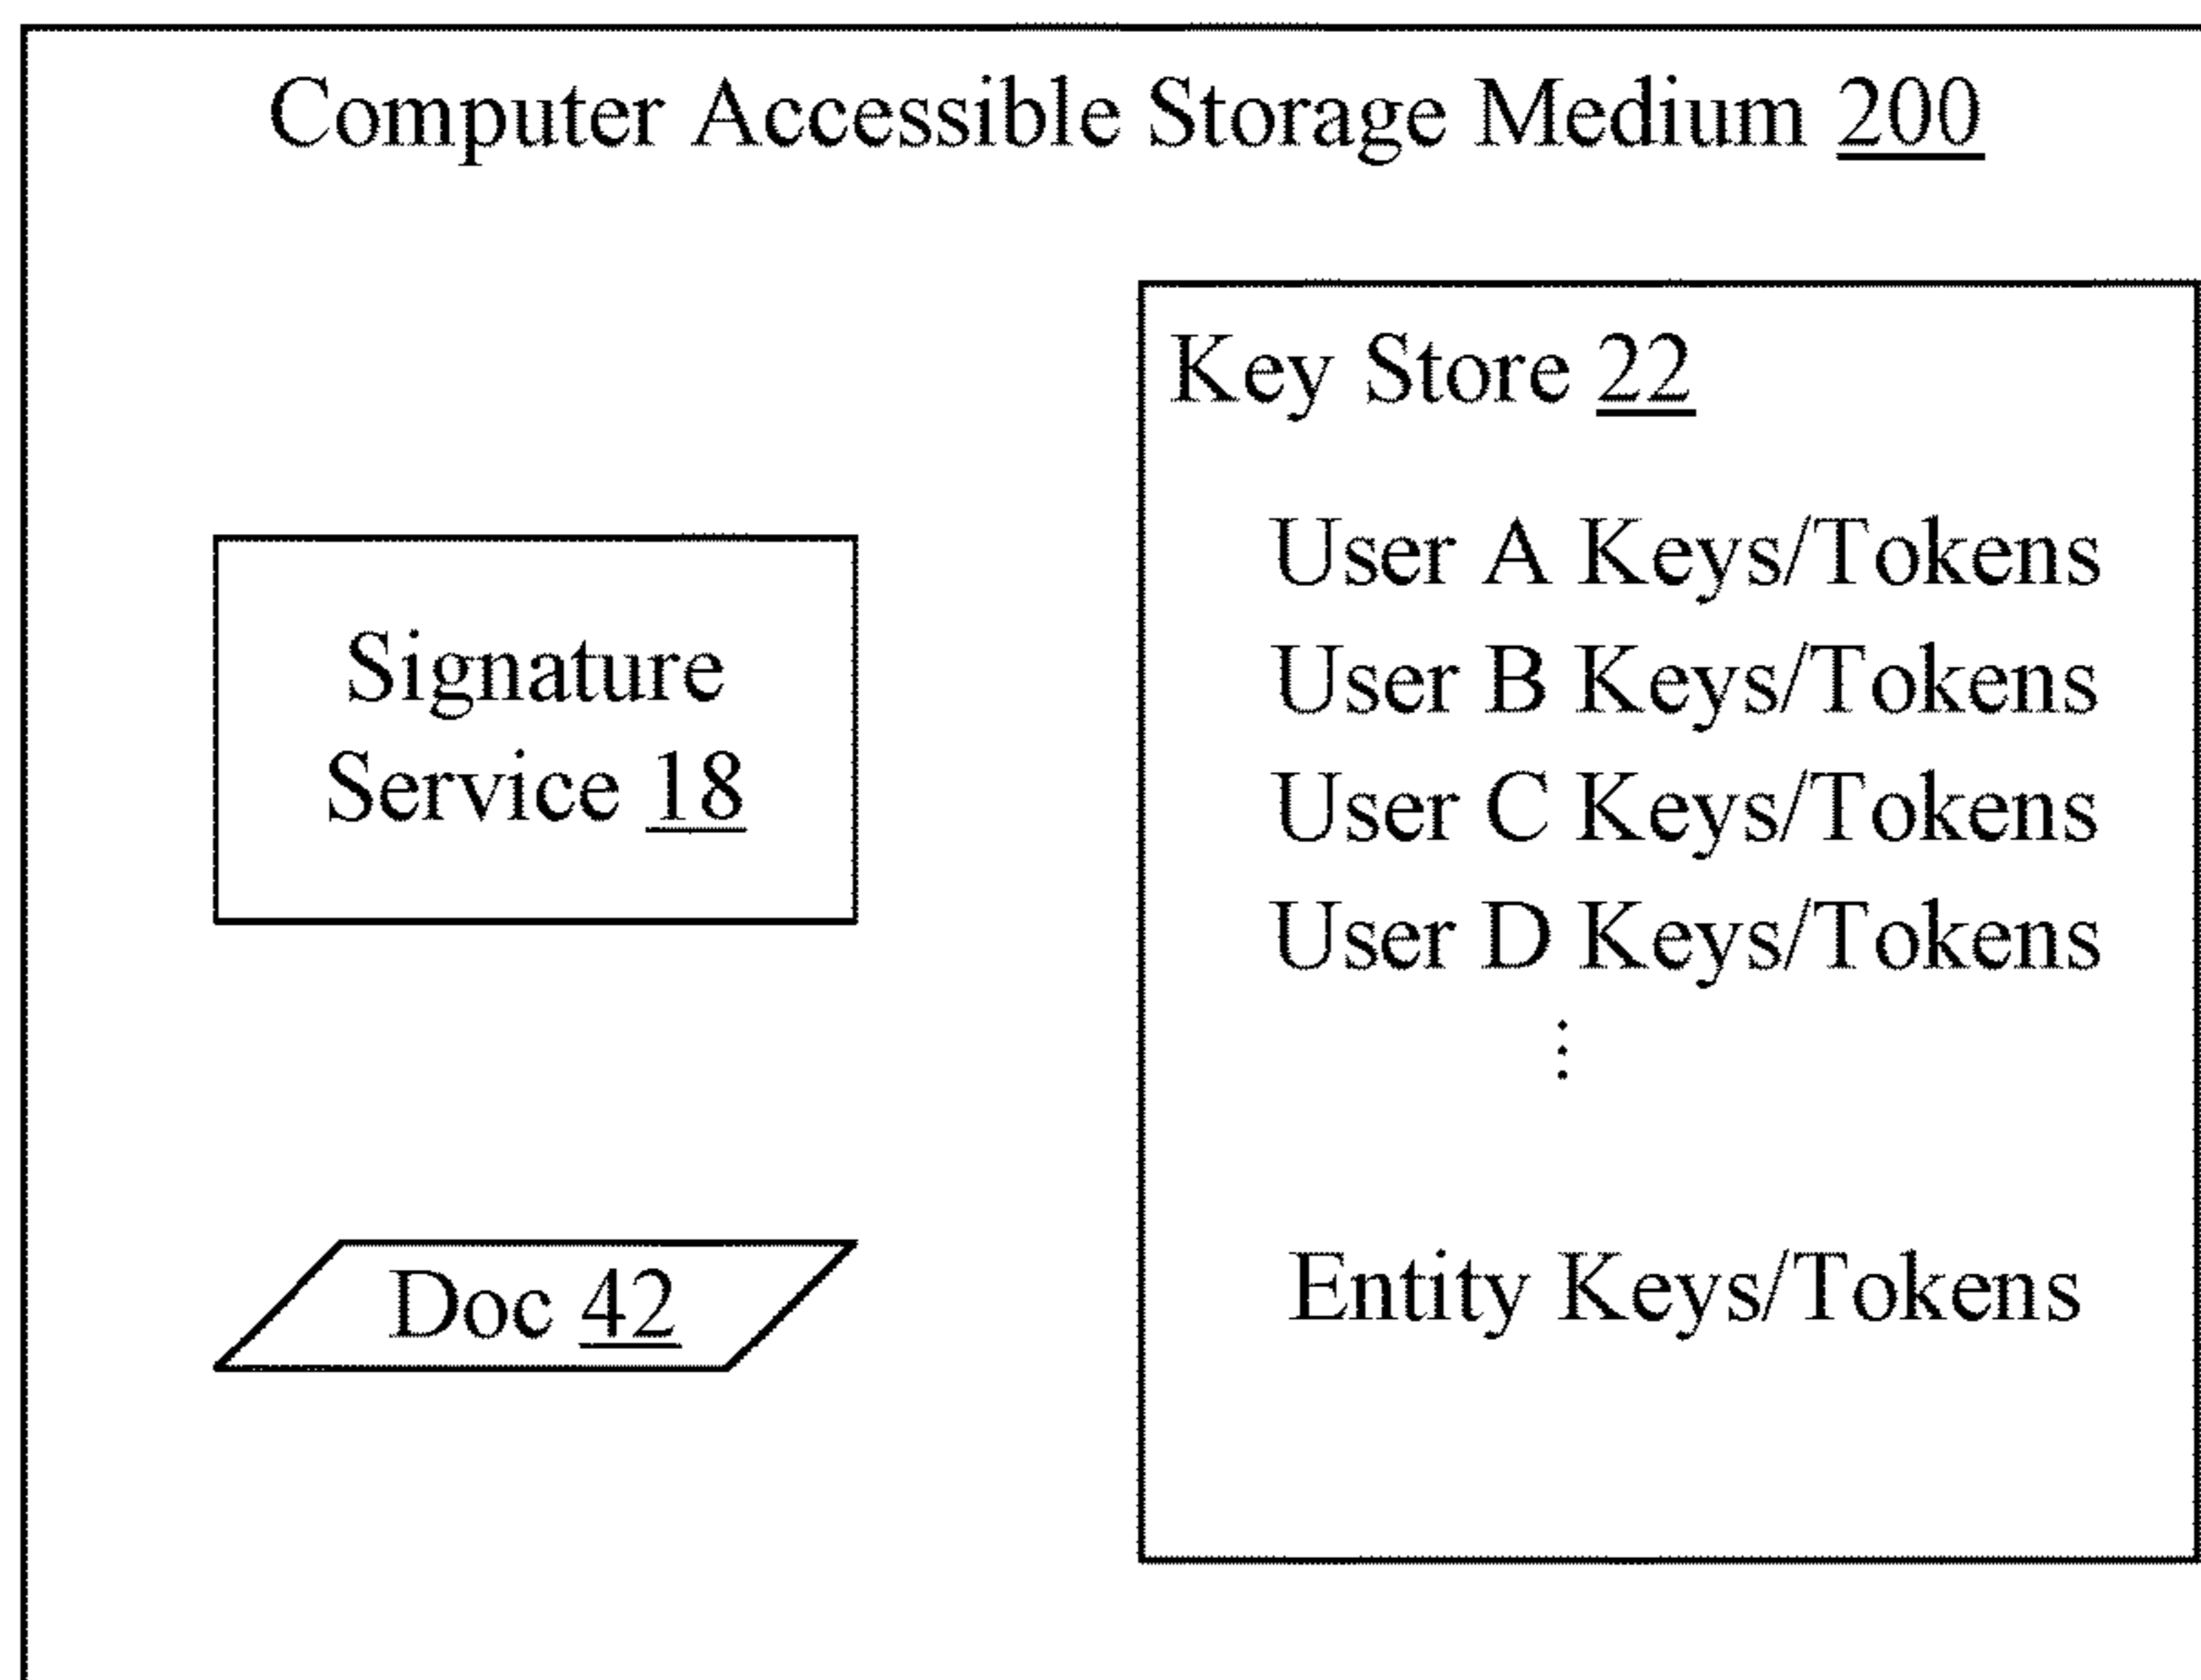 Computer Accessible Storage Medium 200
Signature
Service 18
Doc 42
Key Store 22
User A Keys/Tokens
User B Keys/Tokens
User C Keys/Tokens
User D Keys/Tokens
⋮
Entity Keys/Tokens